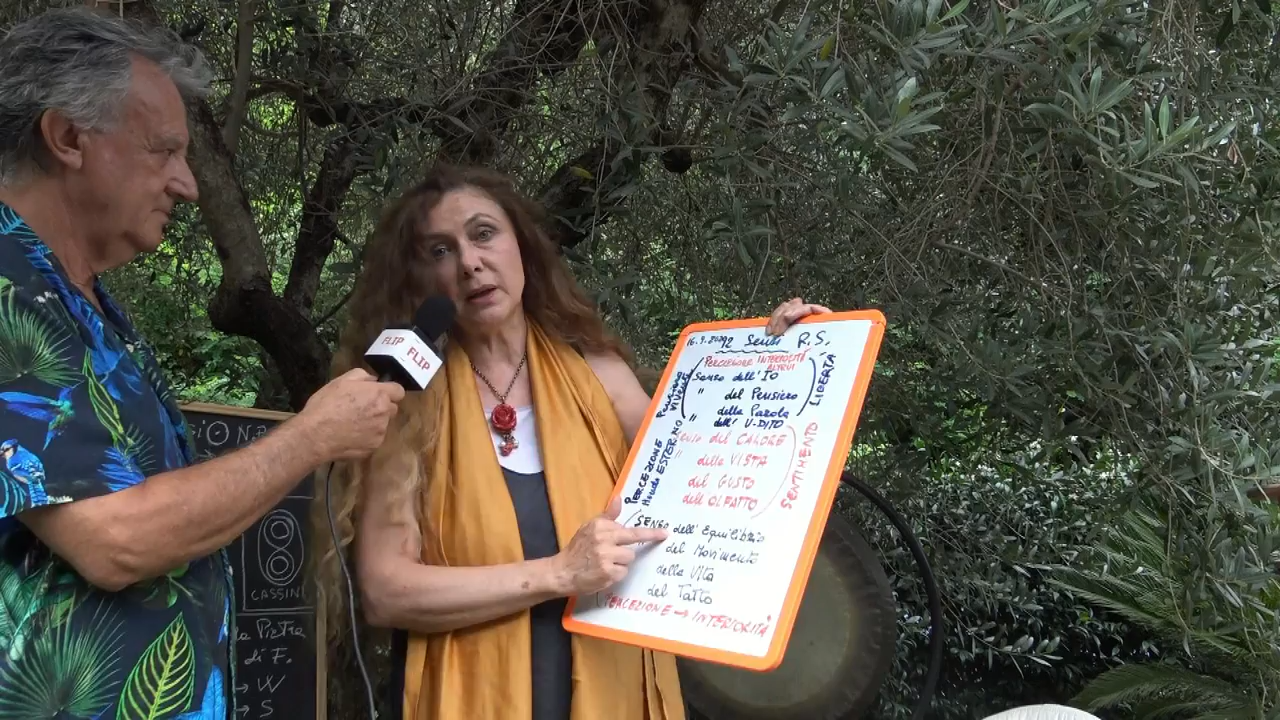 FLIP
FLIP
16.9.2022 12 Sensi R.S.
PERCEZIONE INTERIORITÀ
ALTRUI
Senso dell'IO
" del Pensiero
" della Parola
" dell' U-DITO
LIBERTÀ
PERCEZIONE
Mondo ESTERNO
Senso del CALORE
della VISTA
del GUSTO
dell'OLFATTO
SENTIMENTO
SENSO dell'Equilibrio
" del Movimento
della Vita
del Tatto
PERCEZIONE → INTERIORITÀ
CASSINI
la Pietra
di F.
→ W
→ S